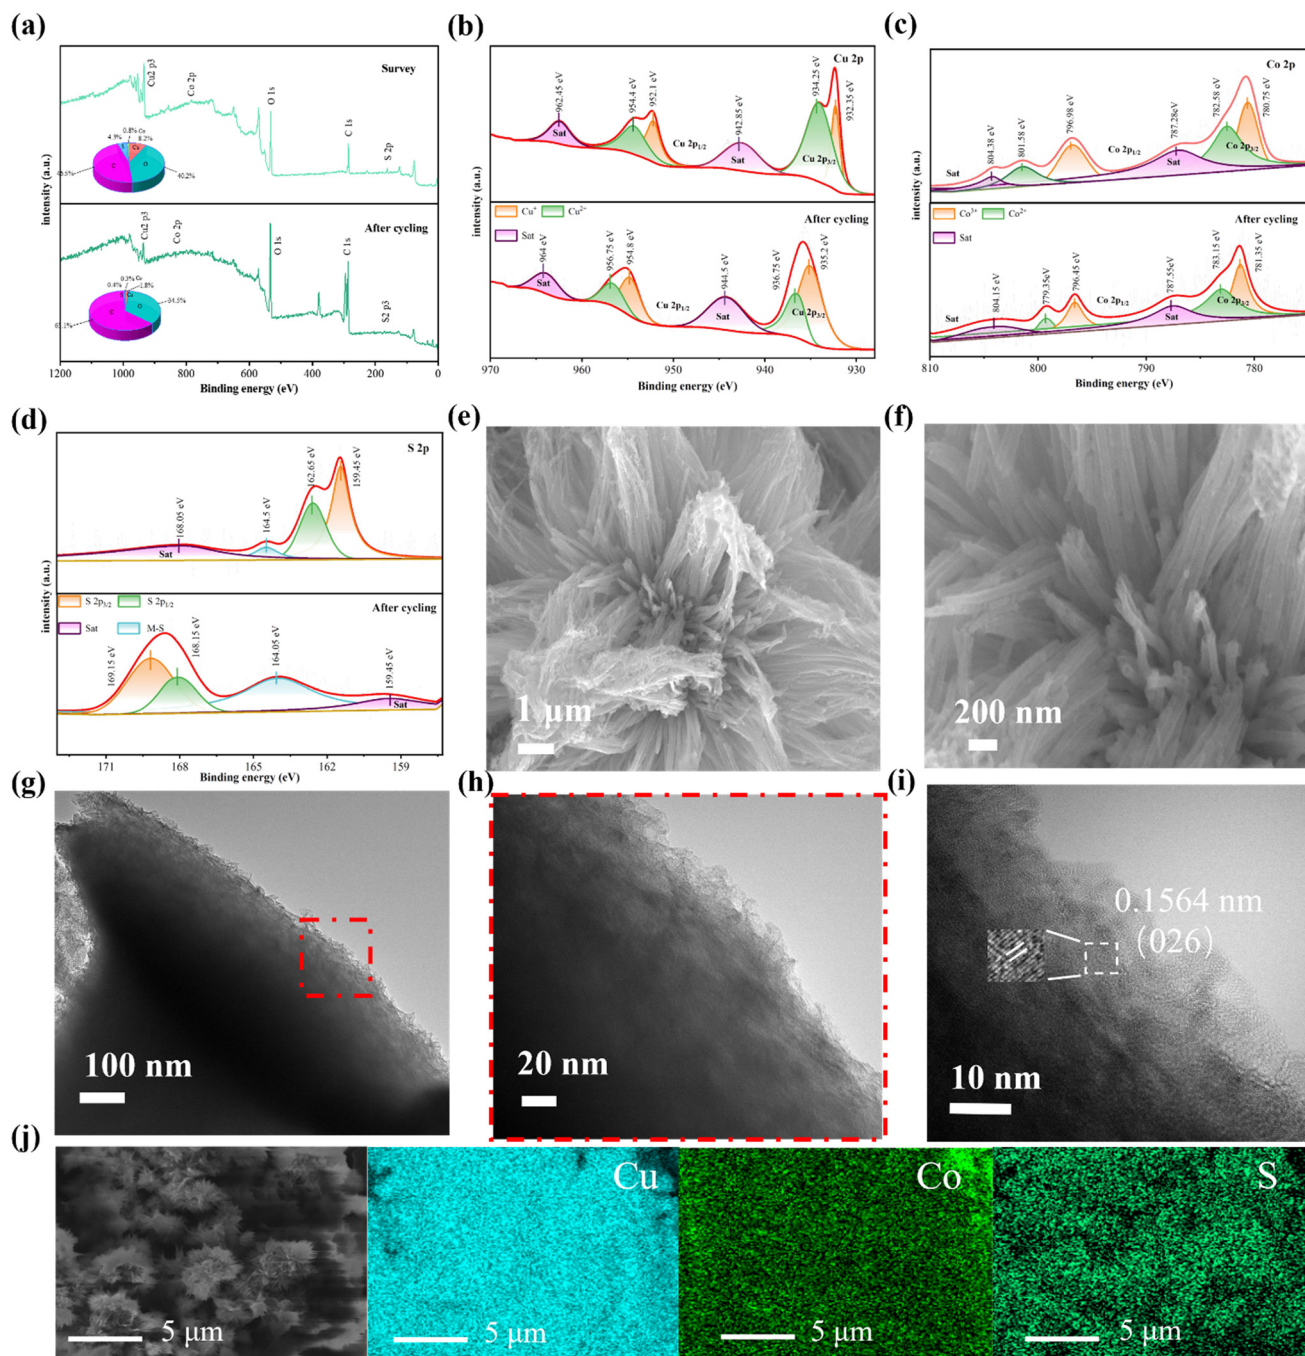 (a)
Survey
Cu2 p3
Co 2p
O 1s
C 1s
S 2p
4.3%
0.8%
Co
8.2%
40.2%
C
O
After cycling
Cu2 p3
Co 2p
O 1s
C 1s
S2 p3
0.4%
1.8%
34.5%
C
O
1200 1000 800 600 400 200 0
Binding energy (eV)
intensity (a.u.)
(b)
Cu 2p
962.45 eV
954.4 eV
952.1 eV
942.85 eV
934.25 eV
932.35 eV
Sat
Cu 2p1/2
Sat
Cu 2p3/2
After cycling
Cu+
Cu2+
Sat
964 eV
956.75 eV
954.8 eV
944.5 eV
936.75 eV
935.2 eV
Sat
Cu 2p1/2
Sat
Cu 2p3/2
970 960 950 940 930
Binding energy (eV)
intensity (a.u.)
(c)
Co 2p
804.38 eV
801.58 eV
796.98 eV
787.28eV
782.58 eV
780.75 eV
Sat
Co 2p1/2
Sat
Co 2p3/2
After cycling
Co3+
Co2+
Sat
804.15 eV
779.35eV
796.45 eV
787.55eV
783.15 eV
781.35 eV
Sat
Co 2p1/2
Sat
Co 2p3/2
810 800 790 780
Binding energy (eV)
intensity (a.u.)
(d)
S 2p
168.05 eV
164.5 eV
162.65 eV
159.45 eV
Sat
After cycling
S 2p3/2
S 2p1/2
Sat
M-S
169.15 eV
168.15 eV
164.05 eV
159.45 eV
Sat
171 168 165 162 159
Binding energy (eV)
intensity (a.u.)
(e)
1 μm
(f)
200 nm
(g)
100 nm
(h)
20 nm
(i)
0.1564 nm
(026)
10 nm
(j)
5 μm
Cu
5 μm
Co
5 μm
S
5 μm